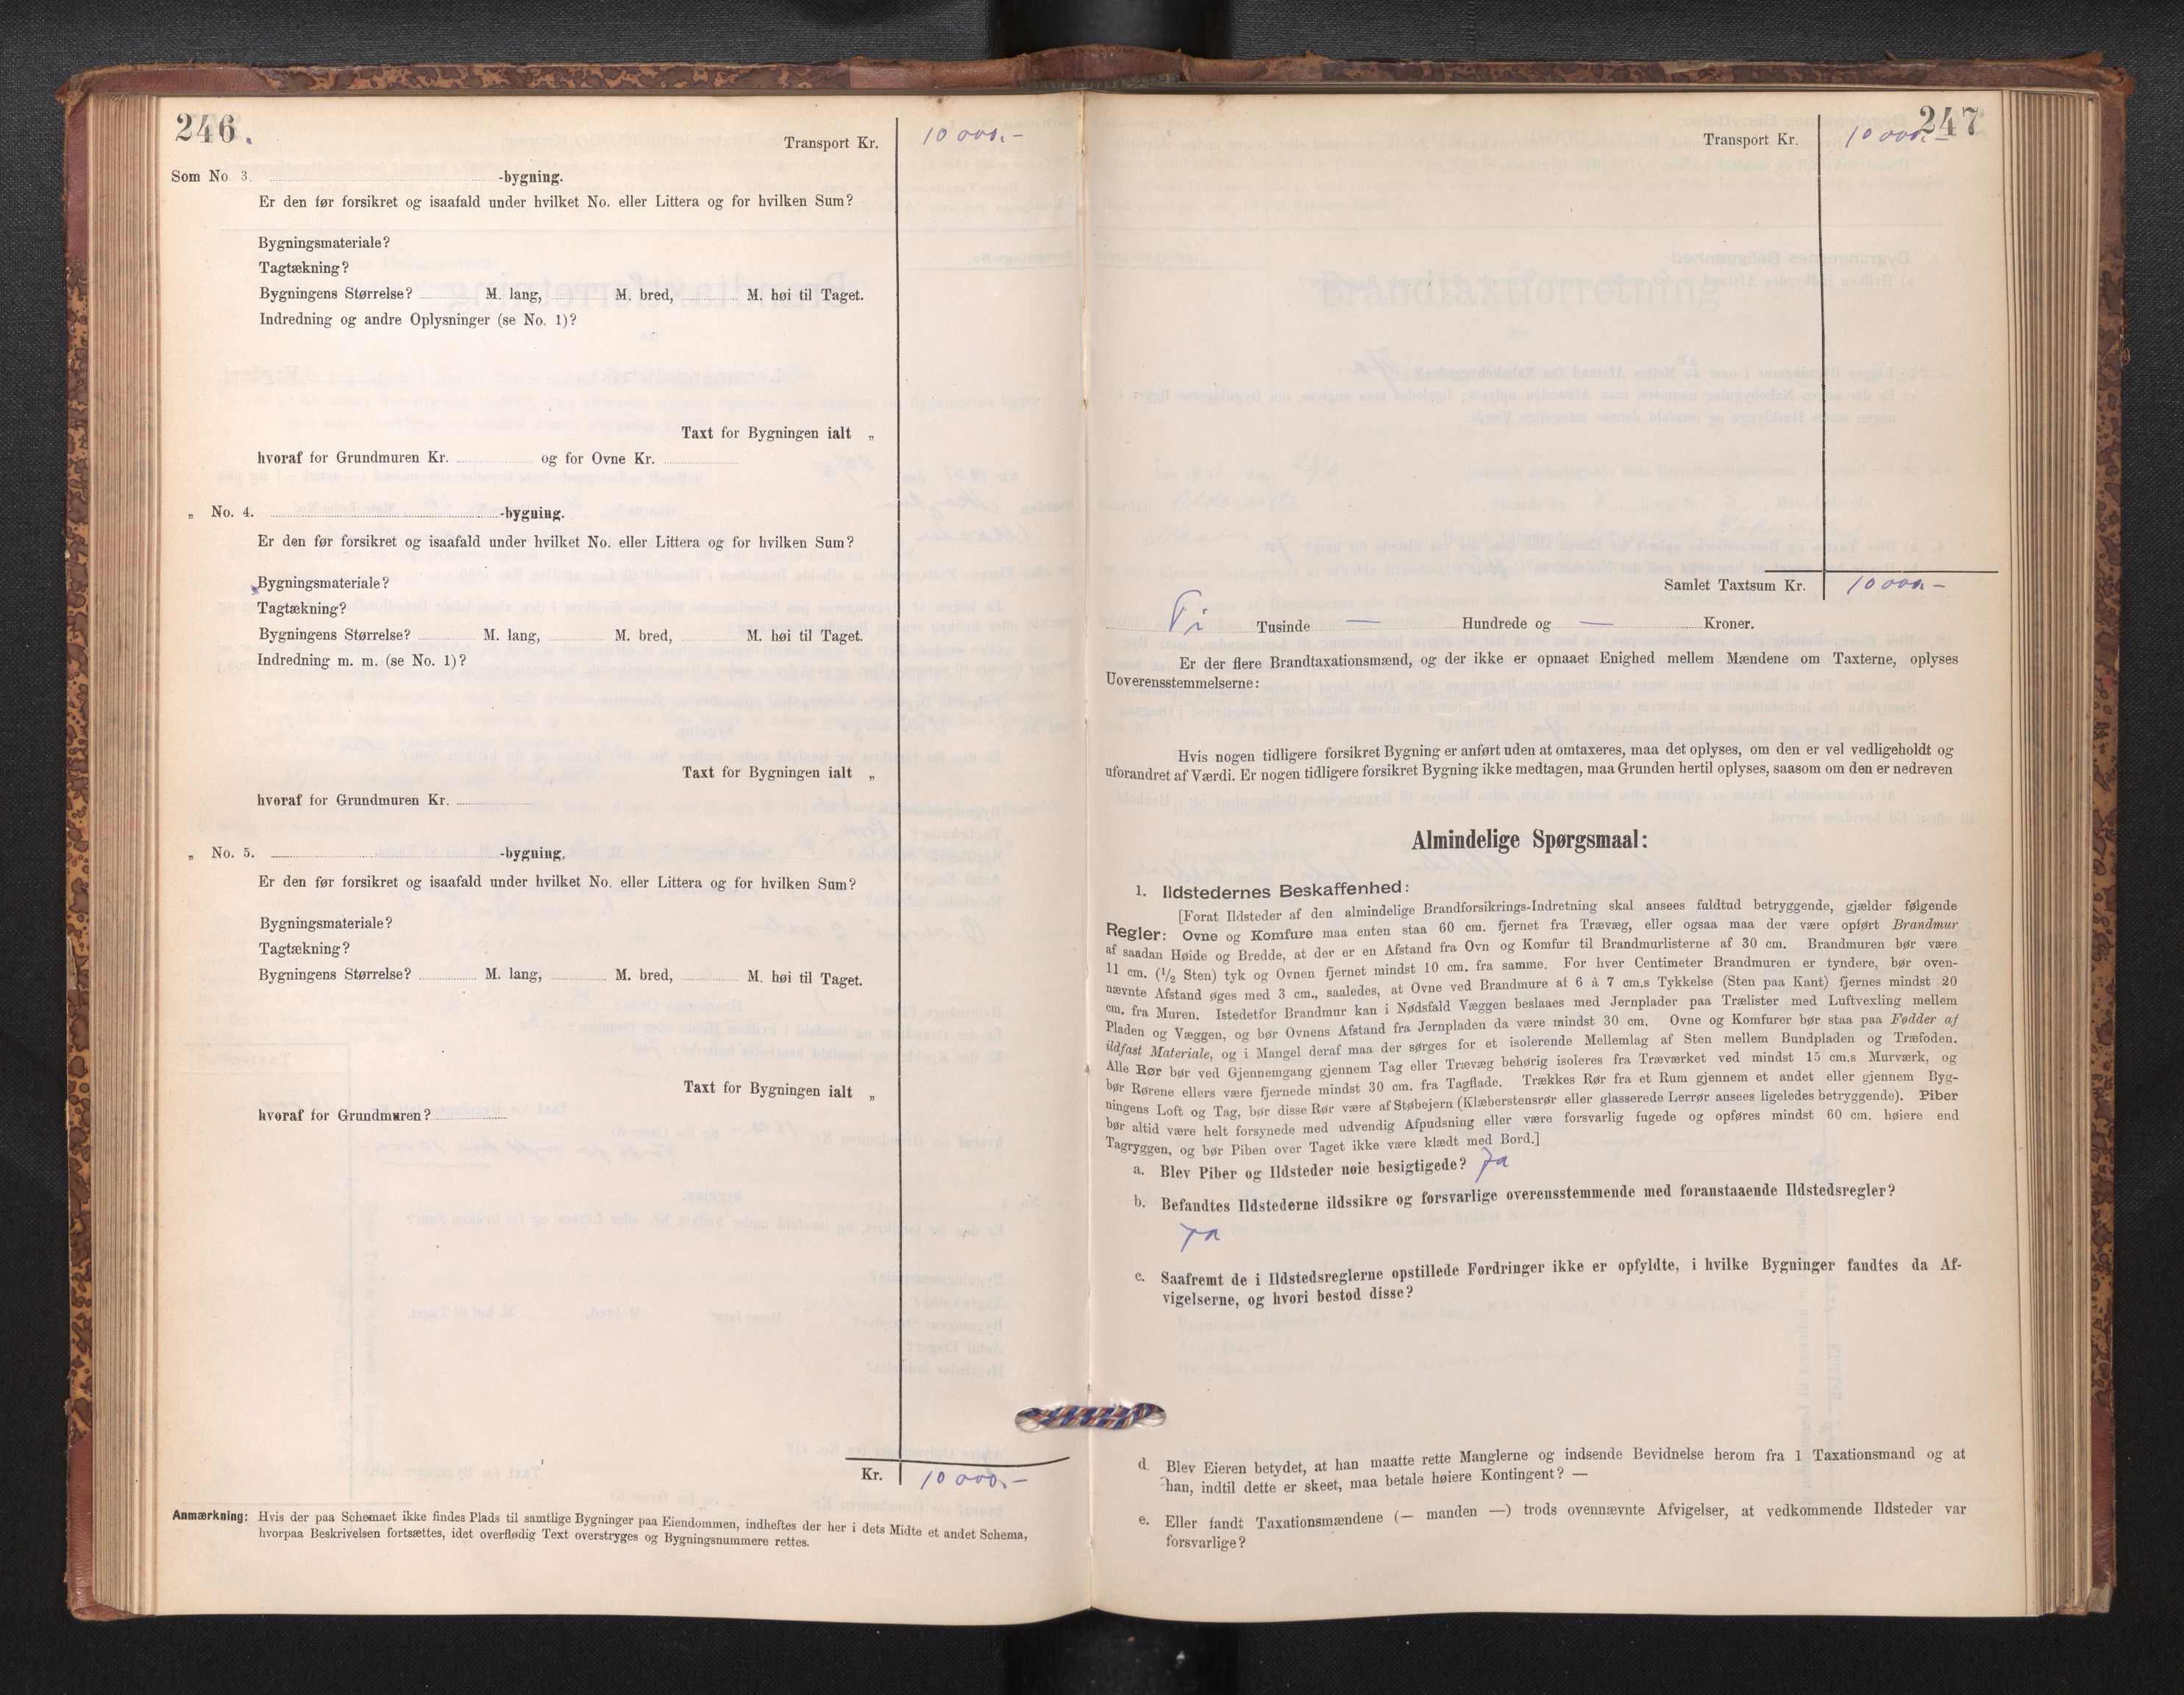 246.
Transport Kr. 10 000.-
Som No. 3. -bygning.
Er den før forsikret og isaafald under hvilket No. eller Littera og for hvilken Sum?
Bygningsmateriale?
Tagtækning?
Bygningens Størrelse? M. lang, M. bred, M. høi til Taget.
Indredning og andre Oplysninger (se No. 1)?
Taxt for Bygningen ialt „
hvoraf for Grundmuren Kr. og for Ovne Kr.
„ No. 4. -bygning.
Er den før forsikret og isaafald under hvilket No. eller Littera og for hvilken Sum?
Bygningsmateriale?
Tagtækning?
Bygningens Størrelse? M. lang, M. bred, M. høi til Taget.
Indredning m. m. (se No. 1)?
Taxt for Bygningen ialt „
hvoraf for Grundmuren Kr.
„ No. 5. -bygning,
Er den før forsikret og isaafald under hvilket No. eller Littera og for hvilken Sum?
Bygningsmateriale?
Tagtækning?
Bygningens Størrelse? M. lang, M. bred, M. høi til Taget.
Taxt for Bygningen ialt „
hvoraf for Grundmuren?
Kr. 10 000.-
Anmærkning: Hvis der paa Schemaet ikke findes Plads til samtlige Bygninger paa Eiendommen, indheftes der her i dets Midte et andet Schema,
hvorpaa Beskrivelsen fortsættes, idet overflødig Text overstryges og Bygningsnummere rettes.
247
Transport Kr. 10 000.-
Samlet Taxtsum Kr. 10 000.-
Ti Tusinde — Hundrede og — Kroner.
Er der flere Brandtaxationsmænd, og der ikke er opnaaet Enighed mellem Mændene om Taxterne, oplyses
Uoverensstemmelserne:
Hvis nogen tidligere forsikret Bygning er anført uden at omtaxeres, maa det oplyses, om den er vel vedligeholdt og
uforandret af Værdi. Er nogen tidligere forsikret Bygning ikke medtagen, maa Grunden hertil oplyses, saasom om den er nedreven
Almindelige Spørgsmaal:
1. Ildstedernes Beskaffenhed:
[Forat Ildsteder af den almindelige Brandforsikrings-Indretning skal ansees fuldtud betryggende, gjælder følgende
Regler: Ovne og Komfure maa enten staa 60 cm. fjernet fra Trævæg, eller ogsaa maa der være opført Brandmur
af saadan Høide og Bredde, at der er en Afstand fra Ovn og Komfur til Brandmurlisterne af 30 cm. Brandmuren bør være
11 cm. (1/2 Sten) tyk og Ovnen fjernet mindst 10 cm. fra samme. For hver Centimeter Brandmuren er tyndere, bør oven-
nævnte Afstand øges med 3 cm., saaledes, at Ovne ved Brandmure af 6 à 7 cm.s Tykkelse (Sten paa Kant) fjernes mindst 20
cm. fra Muren. Istedetfor Brandmur kan i Nødsfald Væggen beslaaes med Jernplader paa Trælister med Luftvexling mellem
Pladen og Væggen, og bør Ovnens Afstand fra Jernpladen da være mindst 30 cm. Ovne og Komfurer bør staa paa Fødder af
ildfast Materiale, og i Mangel deraf maa der sørges for et isolerende Mellemlag af Sten mellem Bundpladen og Træfoden.
Alle Rør bør ved Gjennemgang gjennem Tag eller Trævæg behørig isoleres fra Træværket ved mindst 15 cm.s Murværk, og
bør Rørene ellers være fjernede mindst 30 cm. fra Tagflade. Trækkes Rør fra et Rum gjennem et andet eller gjennem Byg-
ningens Loft og Tag, bør disse Rør være af Støbejern (Klæberstensrør eller glasserede Lerrør ansees ligeledes betryggende). Piber
bør altid være helt forsynede med udvendig Afpudsning eller være forsvarlig fugede og opføres mindst 60 cm. høiere end
Tagryggen, og bør Piben over Taget ikke være klædt med Bord.]
a. Blev Piber og Ildsteder nøie besigtigede? Ja
b. Befandtes Ildstederne ildssikre og forsvarlige overensstemmende med foranstaaende Ildstedsregler?
Ja
c. Saafremt de i Ildstedsreglerne opstillede Fordringer ikke er opfyldte, i hvilke Bygninger fandtes da Af-
vigelserne, og hvori bestod disse?
d. Blev Eieren betydet, at han maatte rette Manglerne og indsende Bevidnelse herom fra 1 Taxationsmand og at
han, indtil dette er skeet, maa betale høiere Kontingent? —
e. Eller fandt Taxationsmændene (— manden —) trods ovennævnte Afvigelser, at vedkommende Ildsteder var
forsvarlige?